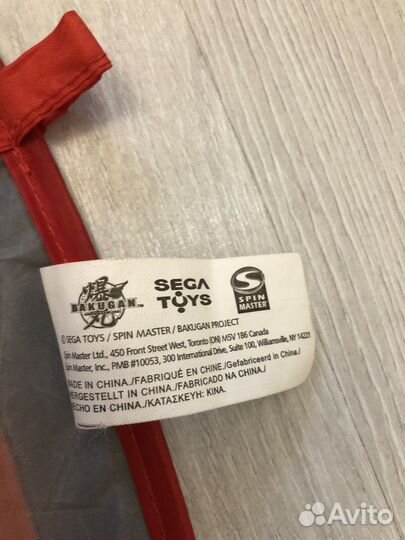 爆
BAKUGAN
SEGA
TOYS
SPIN
MASTER
© SEGA TOYS / SPIN MASTER / BAKUGAN PROJECT
Spin Master Ltd., 450 Front Street West, Toronto (ON) M5V 1B6 Canada
Spin Master, Inc., PMB #10053, 300 International Drive, Suite 100, Williamsville, NY 14221
MADE IN CHINA./FABRIQUÉ EN CHINE./Gefabriceerd in China./
HERGESTELLT IN CHINA./FABRICADO NA CHINA./
HECHO EN CHINA./ΚΑΤΑΣΚΕΥΗ: ΚΙΝΑ.
Avito